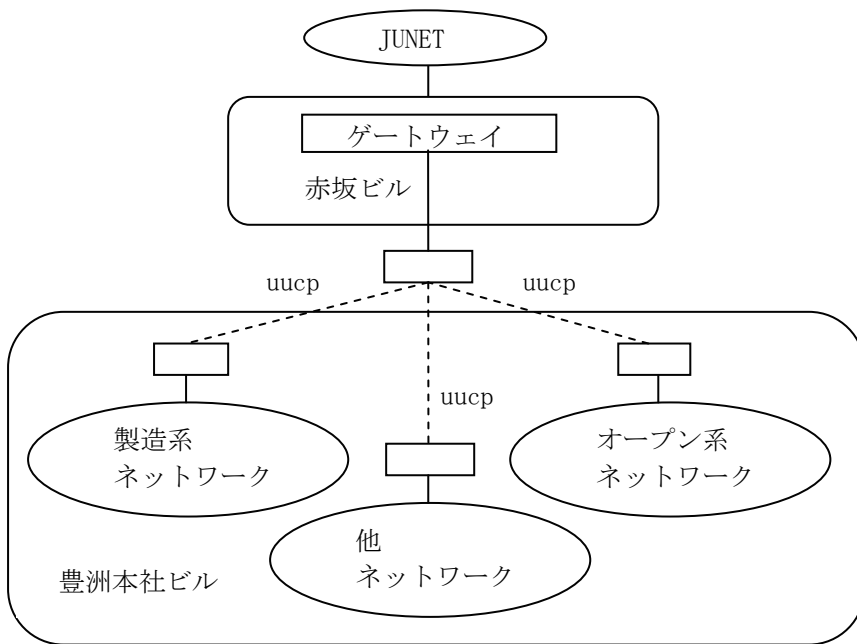 JUNET
ゲートウェイ
赤坂ビル
uucp
uucp
uucp
製造系
ネットワーク
オープン系
ネットワーク
他
ネットワーク
豊洲本社ビル